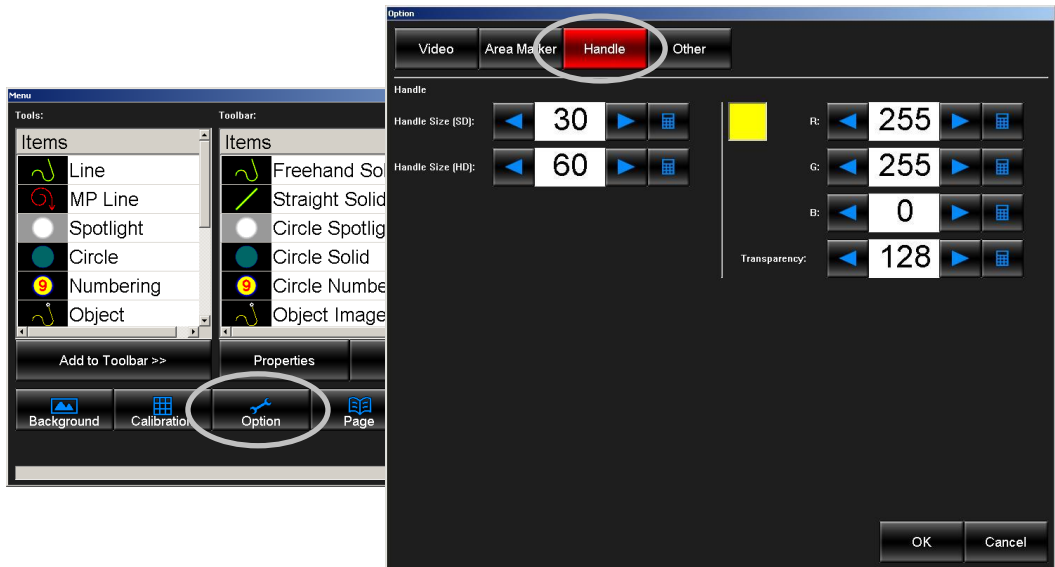 Menu
Tools:
Toolbar:
Items
Line
MP Line
Spotlight
Circle
9 Numbering
Object
Items
Freehand Sol
Straight Solid
Circle Spotlig
Circle Solid
9 Circle Numbe
Object Image
Add to Toolbar >>
Properties
Background
Calibration
Option
Page
Option
Video
Area Marker
Handle
Other
Handle
Handle Size (SD): 30
Handle Size (HD): 60
R: 255
G: 255
B: 0
Transparency: 128
OK
Cancel